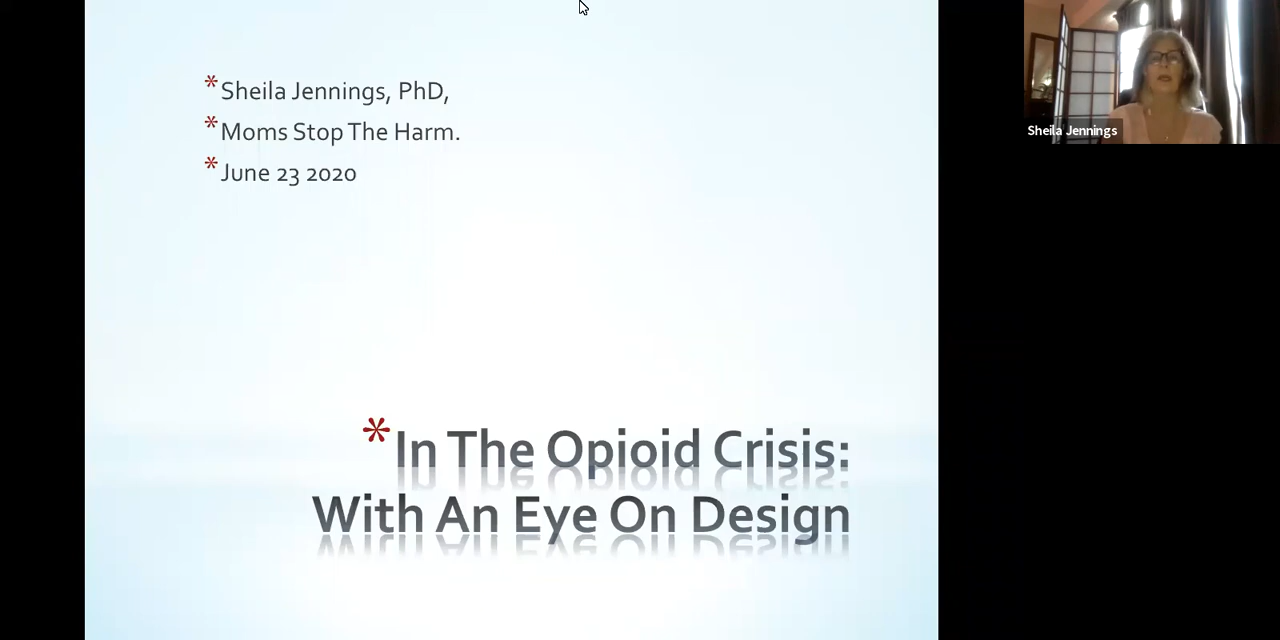 * Sheila Jennings, PhD,
* Moms Stop The Harm.
* June 23 2020
* In The Opioid Crisis:
With An Eye On Design
Sheila Jennings